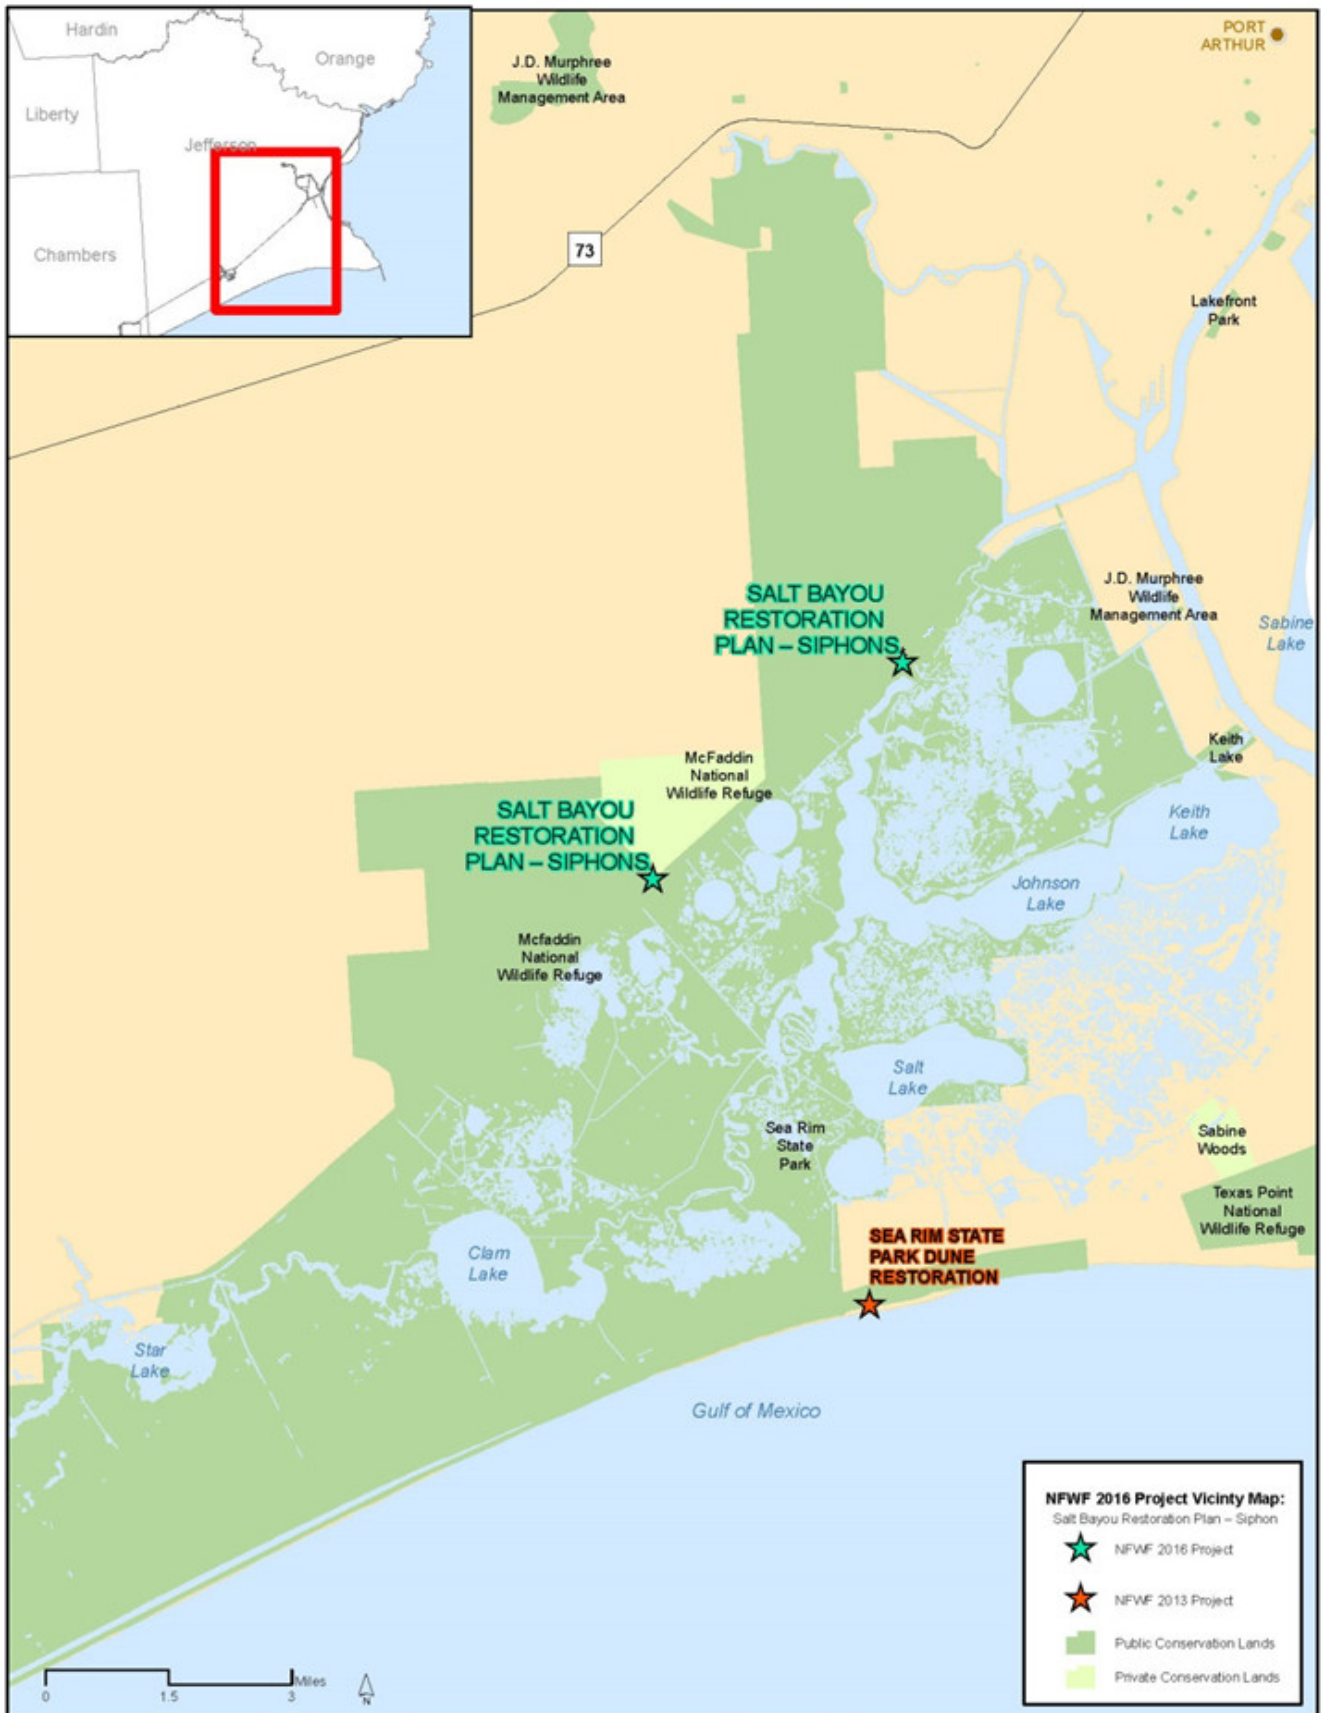 Hardin
Orange
Liberty
Jefferson
Chambers
J.D. Murphree
Wildlife
Management Area
PORT
ARTHUR
73
Lakefront
Park
SALT BAYOU
RESTORATION
PLAN – SIPHONS
J.D. Murphree
Wildlife
Management Area
Sabine
Lake
McFaddin
National
Wildlife Refuge
Keith
Lake
SALT BAYOU
RESTORATION
PLAN – SIPHONS
Keith
Lake
Johnson
Lake
Mcfaddin
National
Wildlife Refuge
Salt
Lake
Sea Rim
State
Park
Sabine
Woods
Texas Point
National
Wildlife Refuge
SEA RIM STATE
PARK DUNE
RESTORATION
Clam
Lake
Star
Lake
Gulf of Mexico
NFWF 2016 Project Vicinty Map:
Salt Bayou Restoration Plan – Siphon
NFWF 2016 Project
NFWF 2013 Project
Public Conservation Lands
Private Conservation Lands
Miles
0 1.5 3
N